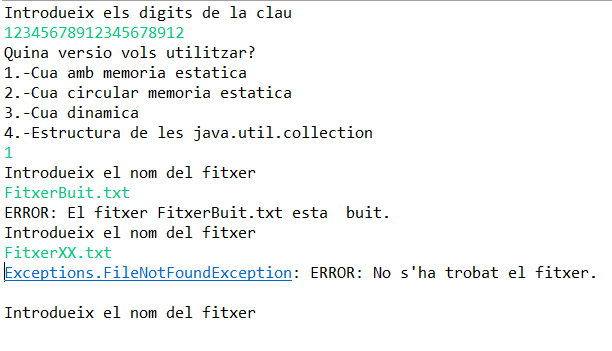 Introdueix els digits de la clau
12345678912345678912
Quina versio vols utilitzar?
1.-Cua amb memoria estatica
2.-Cua circular memoria estatica
3.-Cua dinamica
4.-Estructura de les java.util.collection
1
Introdueix el nom del fitxer
FitxerBuit.txt
ERROR: El fitxer FitxerBuit.txt esta  buit.
Introdueix el nom del fitxer
FitxerXX.txt
Exceptions.FileNotFoundException: ERROR: No s'ha trobat el fitxer.
Introdueix el nom del fitxer